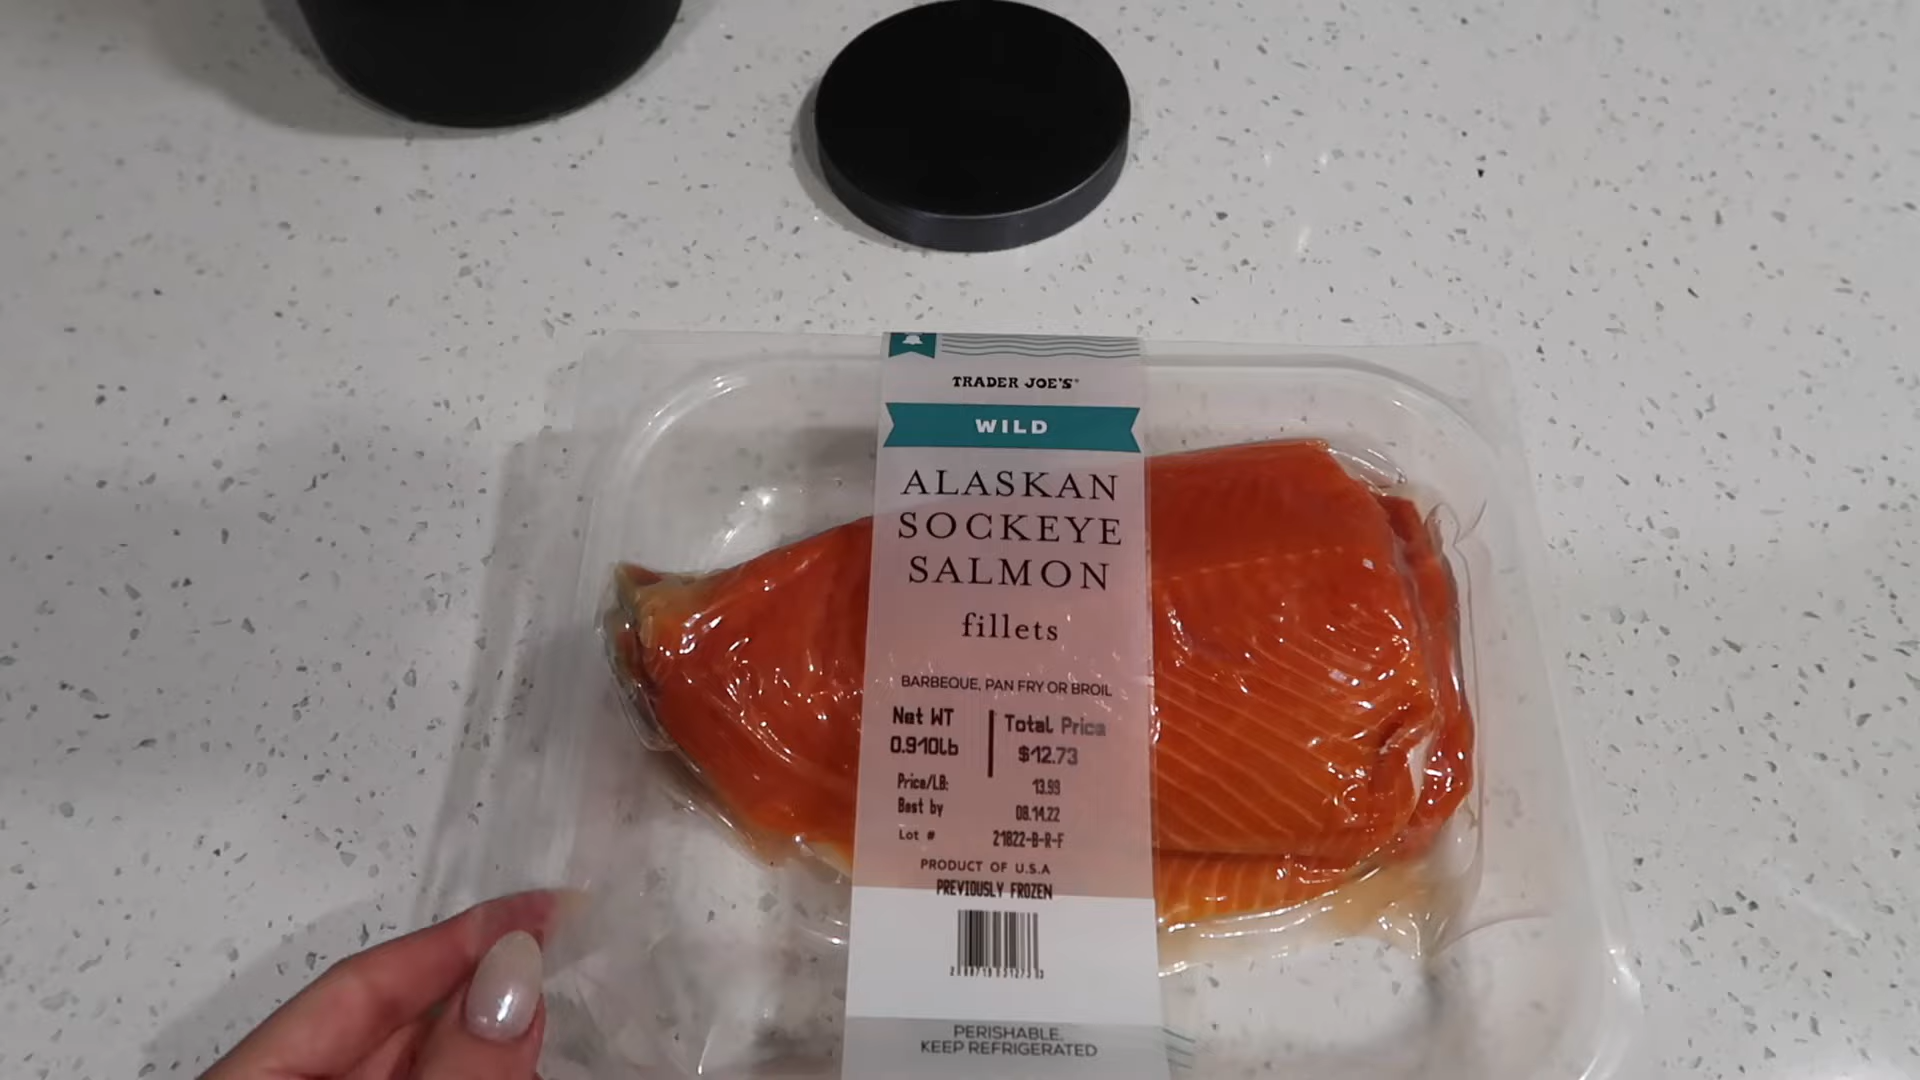 TRADER JOE'S
WILD
ALASKAN
SOCKEYE
SALMON
fillets
BARBEQUE, PAN FRY OR BROIL
Net WT
0.910lb
Total Price
$12.73
Price/LB: 13.99
Best by 08.14.22
Lot # 21822-B-R-F
PRODUCT OF U.S.A
PREVIOUSLY FROZEN
PERISHABLE.
KEEP REFRIGERATED